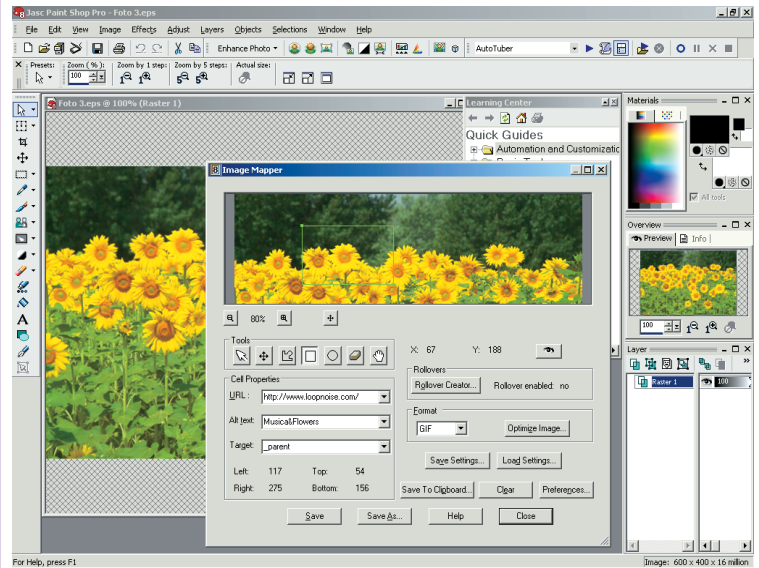 Jasc Paint Shop Pro - Foto 3.eps
File Edit View Image Effects Adjust Layers Objects Selections Window Help
Enhance Photo
AutoTuber
Presets: Zoom ( % ): Zoom by 1 step: Zoom by 5 steps: Actual size:
100
Foto 3.eps @ 100% (Raster 1)
Learning Center
Quick Guides
Automation and Customizatic
Materials
All tools
Overview
Preview Info
100
Layer
Raster 1 100
Image Mapper
80%
Tools
X: 67 Y: 188
Cell Properties
URL : http://www.loopnoise.com/
Alt text: Musica&Flowers
Target: _parent
Left: 117 Top: 54
Right: 275 Bottom: 156
Rollovers
Rollover Creator... Rollover enabled: no
Format
GIF Optimize Image...
Save Settings... Load Settings...
Save To Clipboard... Clear Preferences...
Save Save As... Help Close
For Help, press F1
Image: 600 x 400 x 16 million